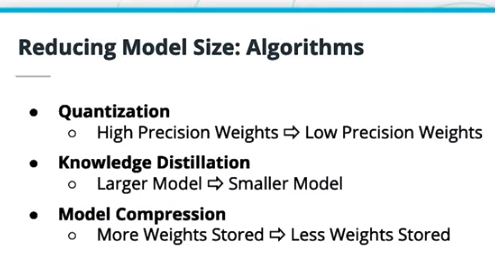 Reducing Model Size: Algorithms
● Quantization
○ High Precision Weights ⇨ Low Precision Weights
● Knowledge Distillation
○ Larger Model ⇨ Smaller Model
● Model Compression
○ More Weights Stored ⇨ Less Weights Stored